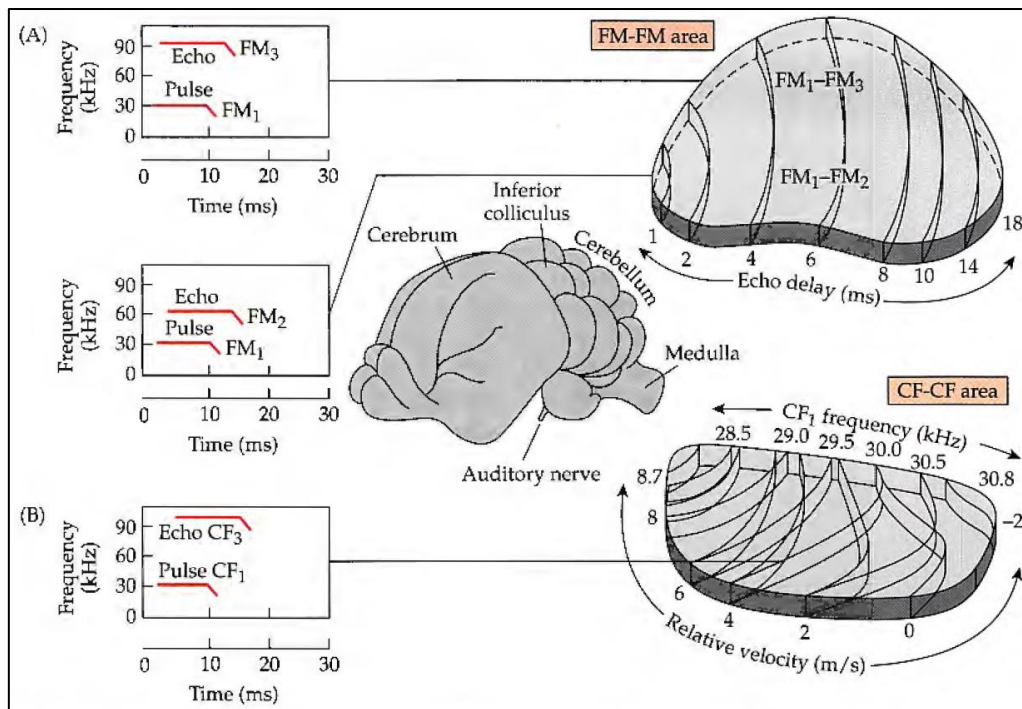 (A)
Frequency
(kHz)
90
60
30
0
Echo
FM3
Pulse
FM1
0 10 20 30
Time (ms)
FM-FM area
FM1–FM3
FM1–FM2
1 2 4 6 8 10 14 18
Echo delay (ms)
Frequency
(kHz)
90
60
30
0
Echo
FM2
Pulse
FM1
0 10 20 30
Time (ms)
Inferior
colliculus
Cerebrum
Cerebellum
Medulla
Auditory nerve
CF-CF area
CF1 frequency (kHz)
28.5 29.0 29.5 30.0 30.5 30.8
8.7
8
6
4
2
0
–2
Relative velocity (m/s)
(B)
Frequency
(kHz)
90
60
30
0
Echo CF3
Pulse CF1
0 10 20 30
Time (ms)